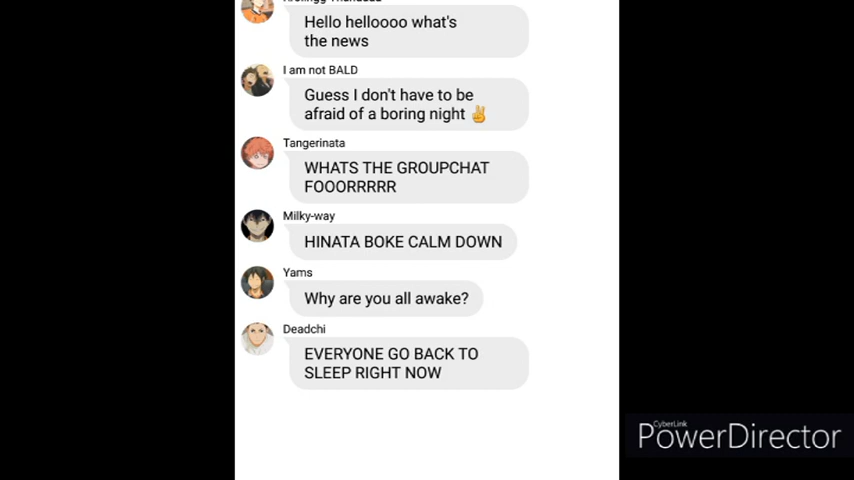 Hello helloooo what's
the news
I am not BALD
Guess I don't have to be
afraid of a boring night ✌️
Tangerinata
WHATS THE GROUPCHAT
FOOORRRRR
Milky-way
HINATA BOKE CALM DOWN
Yams
Why are you all awake?
Deadchi
EVERYONE GO BACK TO
SLEEP RIGHT NOW
CyberLink
PowerDirector